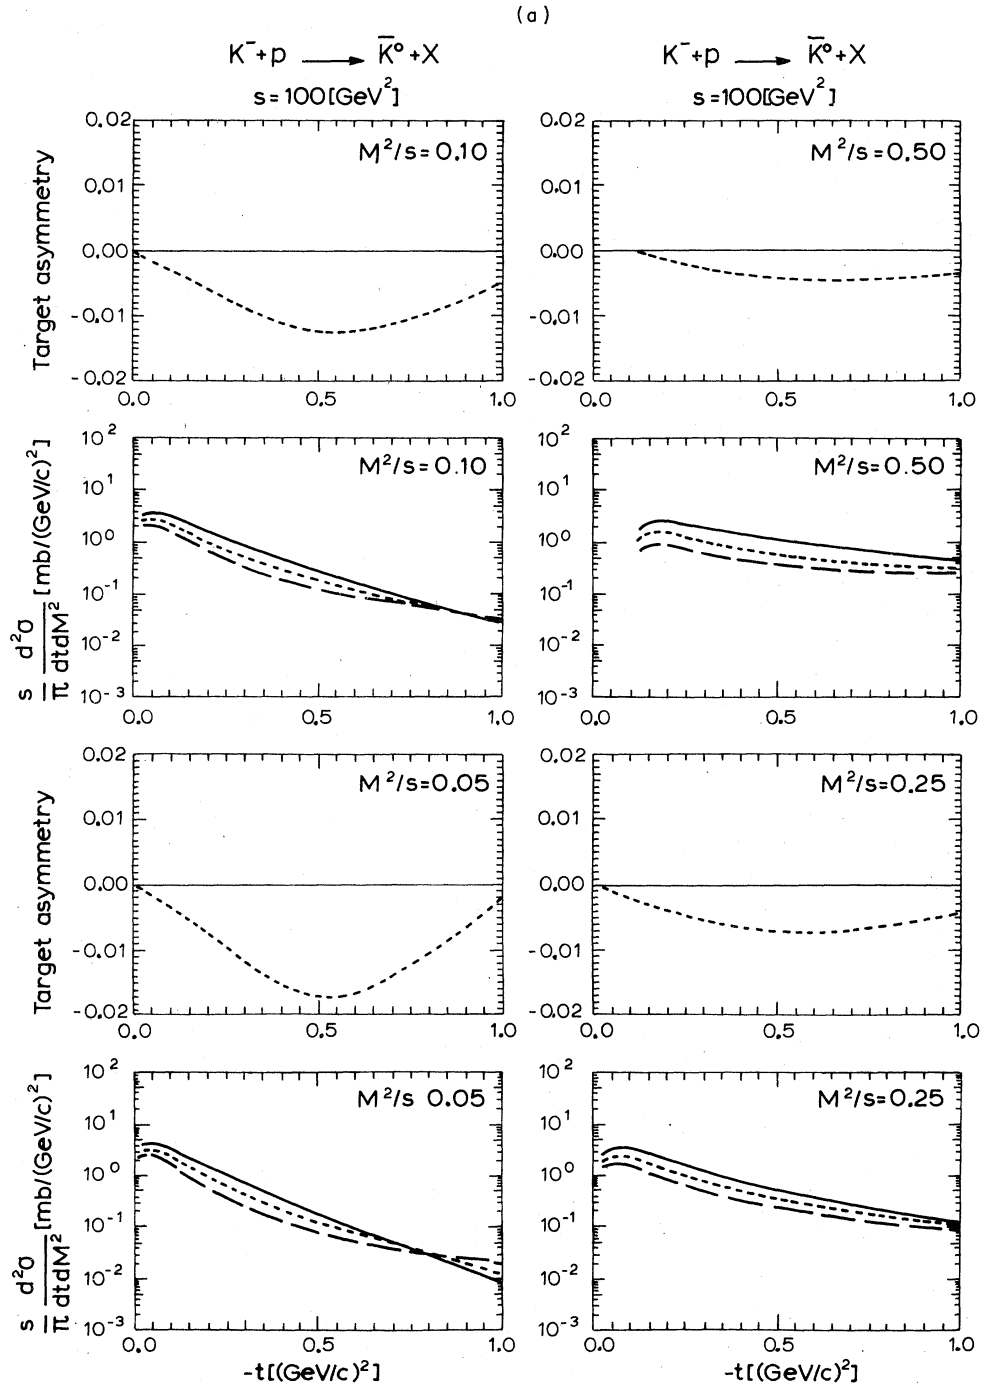 (a)
K⁻+p → K̅⁰+X
s=100[GeV²]
K⁻+p → K̅⁰+X
s=100[GeV²]
Target asymmetry
0.02
0.01
0.00
-0.01
-0.02
M²/s=0.10
0.0 0.5 1.0
0.02
0.01
0.00
-0.01
-0.02
M²/s=0.50
0.0 0.5 1.0
s/π d²σ/dtdM² [mb/(GeV/c)²]
10²
10¹
10⁰
10⁻¹
10⁻²
10⁻³
M²/s=0.10
0.0 0.5 1.0
10²
10¹
10⁰
10⁻¹
10⁻²
10⁻³
M²/s=0.50
0.0 0.5 1.0
Target asymmetry
0.02
0.01
0.00
-0.01
-0.02
M²/s=0.05
0.0 0.5 1.0
0.02
0.01
0.00
-0.01
-0.02
M²/s=0.25
0.0 0.5 1.0
s/π d²σ/dtdM² [mb/(GeV/c)²]
10²
10¹
10⁰
10⁻¹
10⁻²
10⁻³
M²/s 0.05
0.0 0.5 1.0
-t[(GeV/c)²]
10²
10¹
10⁰
10⁻¹
10⁻²
10⁻³
M²/s=0.25
0.0 0.5 1.0
-t[(GeV/c)²]